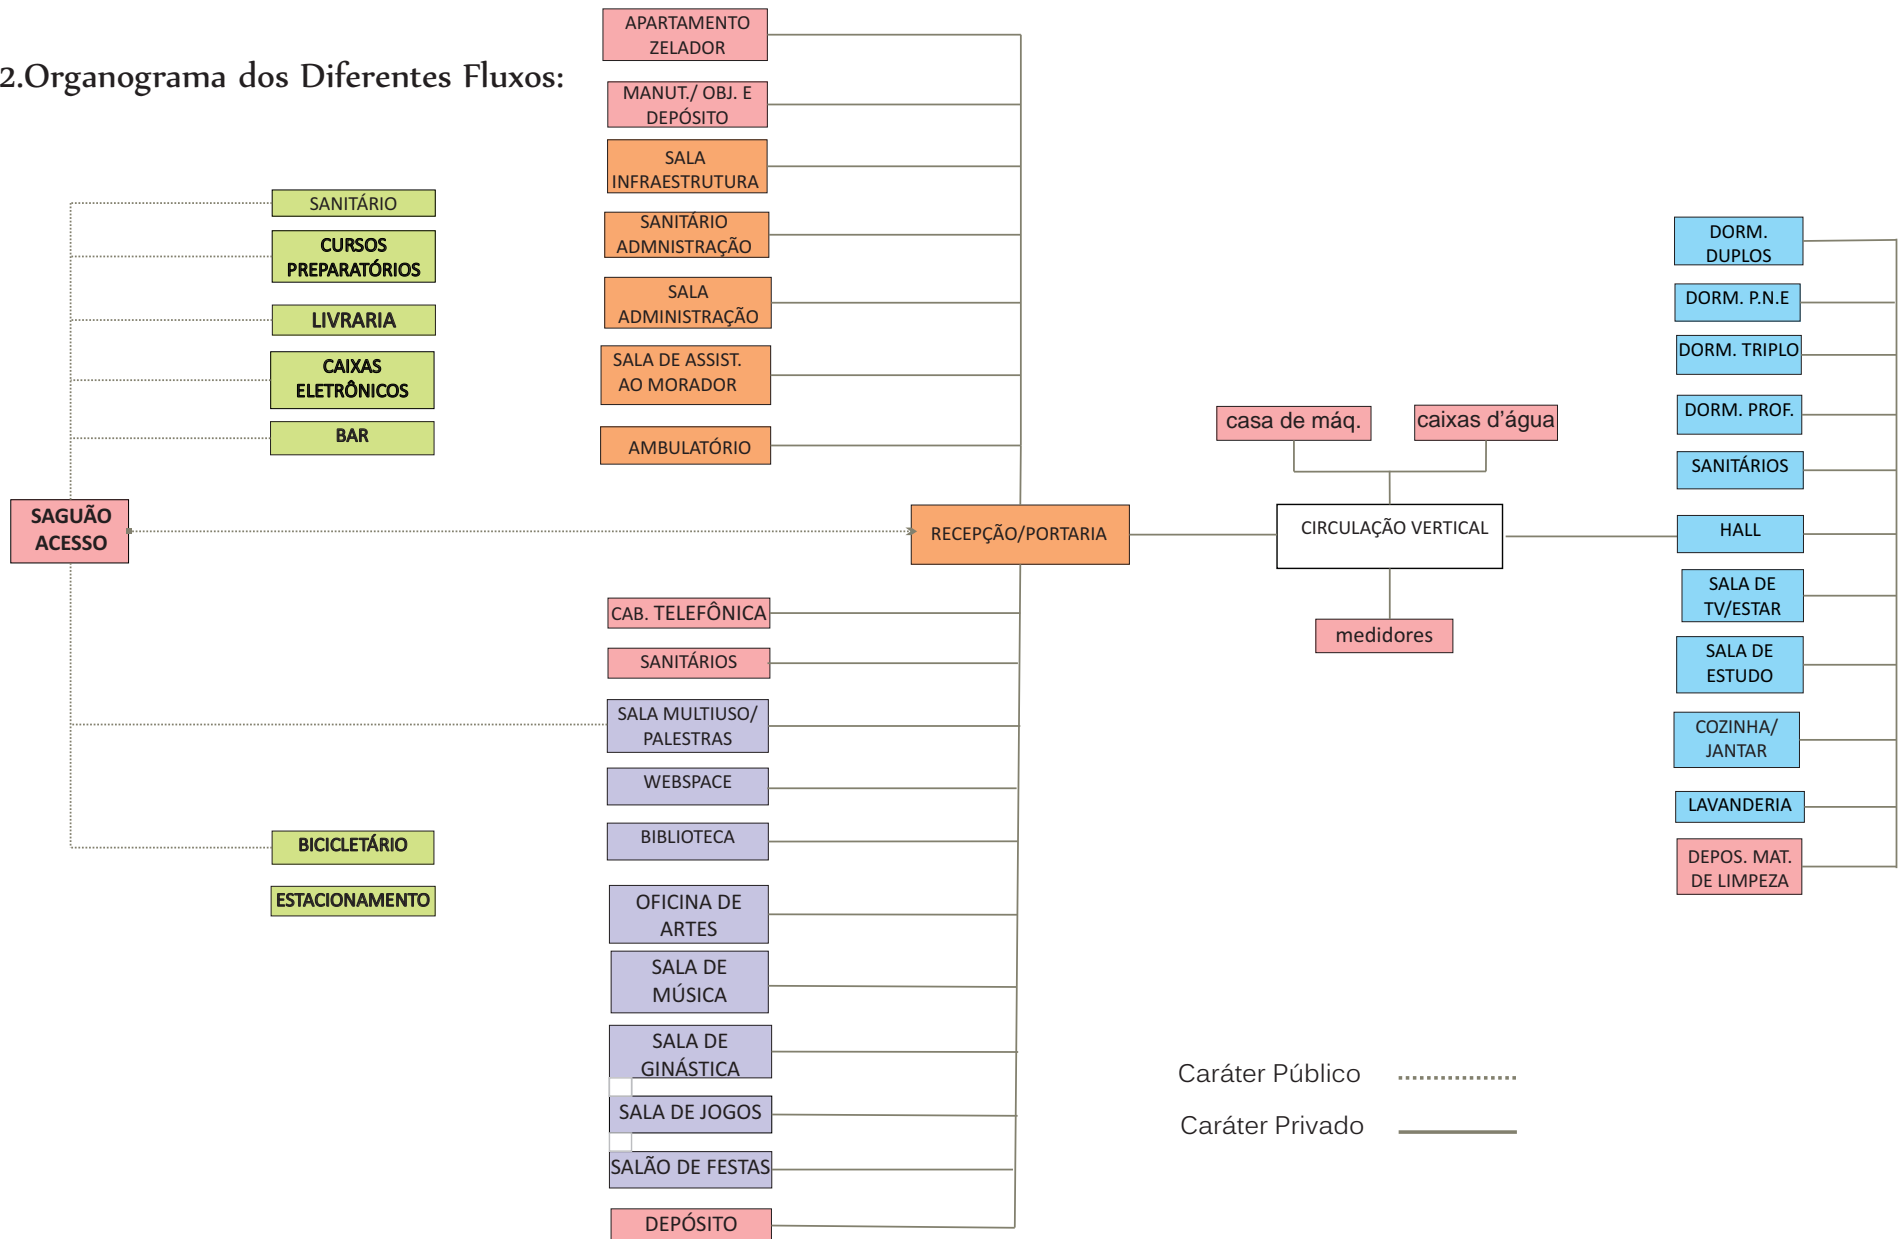 2.Organograma dos Diferentes Fluxos:
SANITÁRIO
CURSOS
PREPARATÓRIOS
LIVRARIA
CAIXAS
ELETRÔNICOS
BAR
SAGUÃO
ACESSO
BICICLETÁRIO
ESTACIONAMENTO
APARTAMENTO
ZELADOR
MANUT./ OBJ. E
DEPÓSITO
SALA
INFRAESTRUTURA
SANITÁRIO
ADMNISTRAÇÃO
SALA
ADMINISTRAÇÃO
SALA DE ASSIST.
AO MORADOR
AMBULATÓRIO
RECEPÇÃO/PORTARIA
CAB. TELEFÔNICA
SANITÁRIOS
SALA MULTIUSO/
PALESTRAS
WEBSPACE
BIBLIOTECA
OFICINA DE
ARTES
SALA DE
MÚSICA
SALA DE
GINÁSTICA
SALA DE JOGOS
SALÃO DE FESTAS
DEPÓSITO
casa de máq.
caixas d’água
CIRCULAÇÃO VERTICAL
medidores
DORM.
DUPLOS
DORM. P.N.E
DORM. TRIPLO
DORM. PROF.
SANITÁRIOS
HALL
SALA DE
TV/ESTAR
SALA DE
ESTUDO
COZINHA/
JANTAR
LAVANDERIA
DEPOS. MAT.
DE LIMPEZA
Caráter Público
Caráter Privado